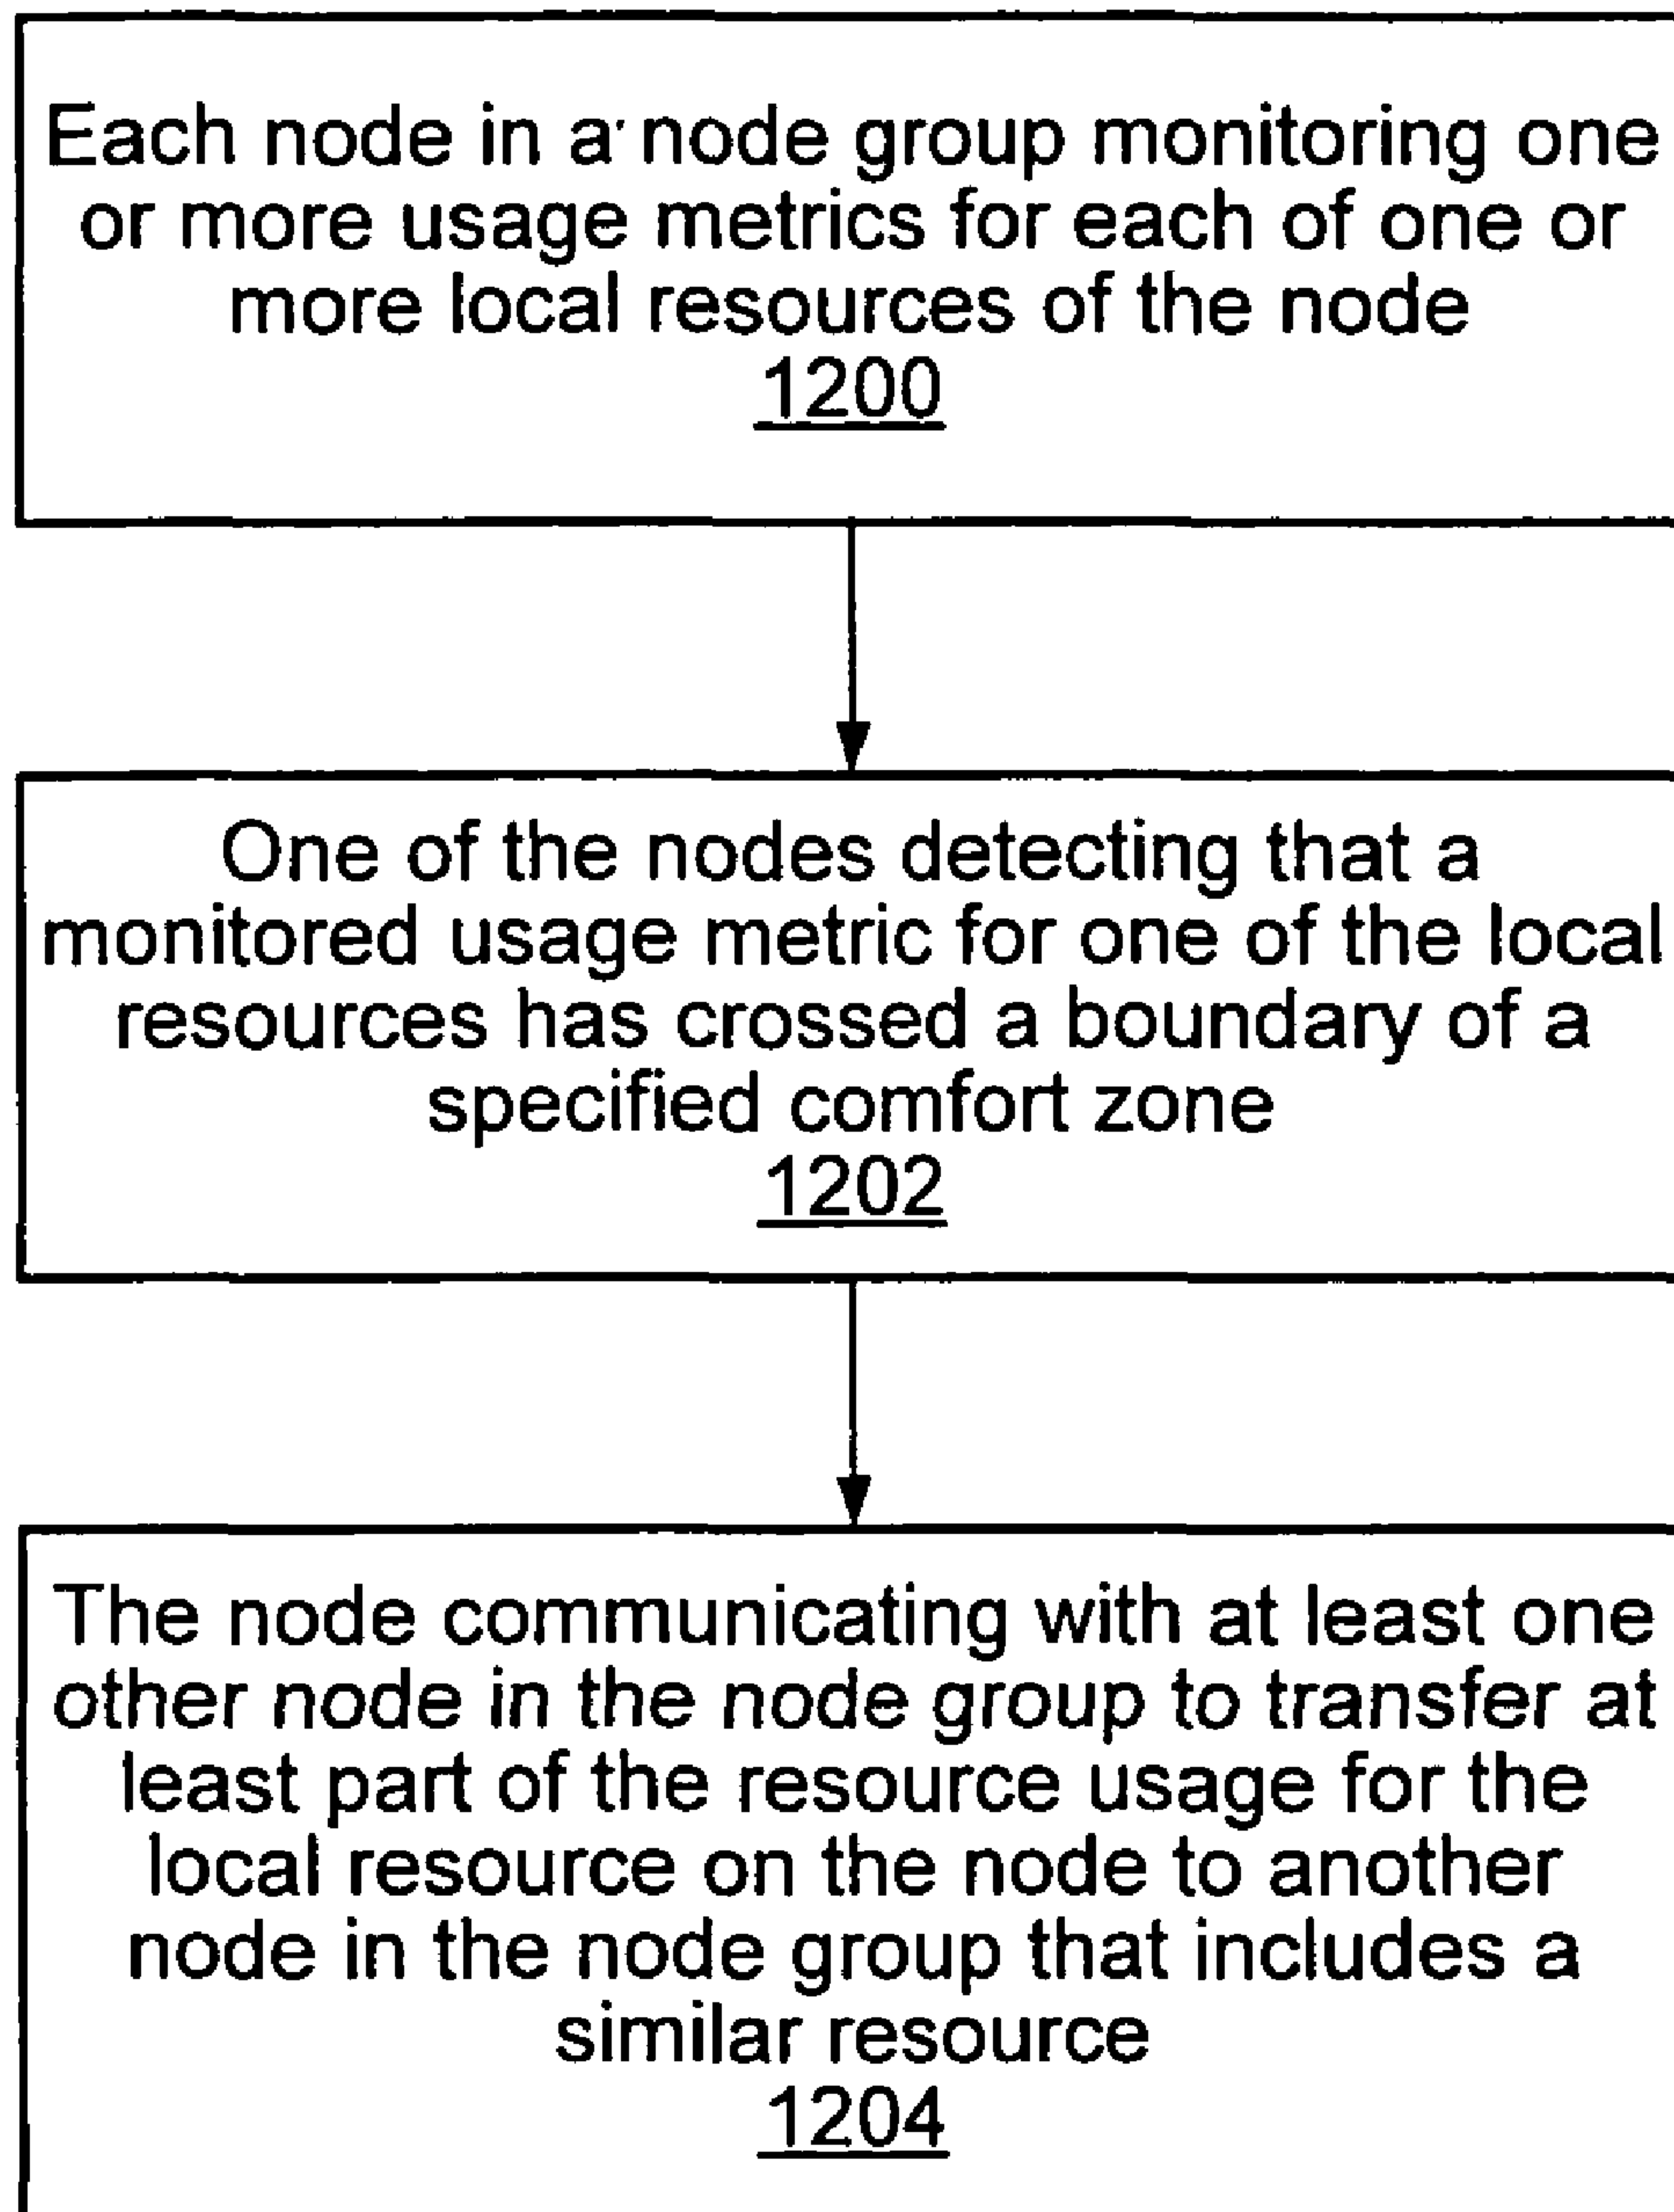 Each node in a node group monitoring one
or more usage metrics for each of one or
more local resources of the node
1200
One of the nodes detecting that a
monitored usage metric for one of the local
resources has crossed a boundary of a
specified comfort zone
1202
The node communicating with at least one
other node in the node group to transfer at
least part of the resource usage for the
local resource on the node to another
node in the node group that includes a
similar resource
1204